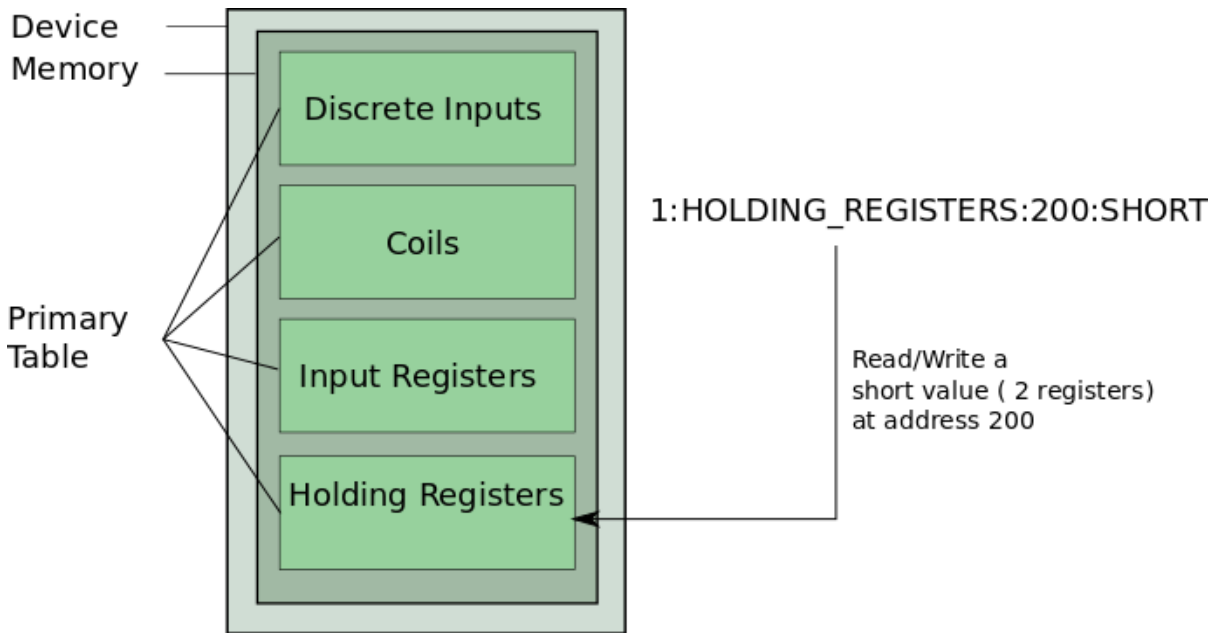 Device
Memory
Discrete Inputs
Coils
Primary
Table
Input Registers
Holding Registers
1:HOLDING_REGISTERS:200:SHORT
Read/Write a
short value ( 2 registers)
at address 200